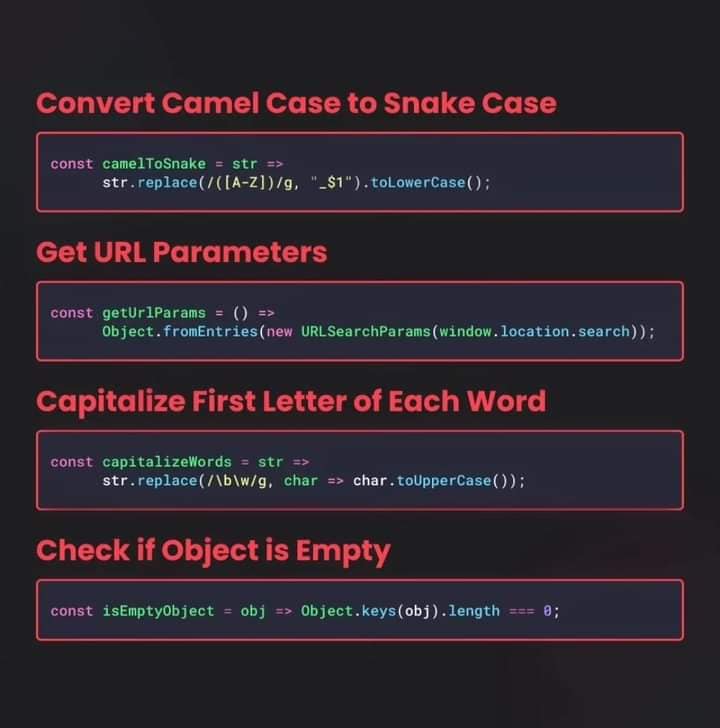 Convert Camel Case to Snake Case
const camelToSnake = str =>
str.replace(/([A-Z])/g, "_$1").toLowerCase();
Get URL Parameters
const getUrlParams = () =>
Object.fromEntries(new URLSearchParams(window.location.search));
Capitalize First Letter of Each Word
const capitalizeWords = str =>
str.replace(/\b\w/g, char => char.toUpperCase());
Check if Object is Empty
const isEmptyObject = obj => Object.keys(obj).length === 0;